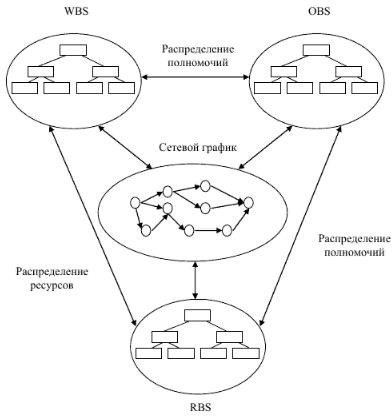 WBS
OBS
Распределение
полномочий
Сетевой график
Распределение
полномочий
Распределение
ресурсов
RBS